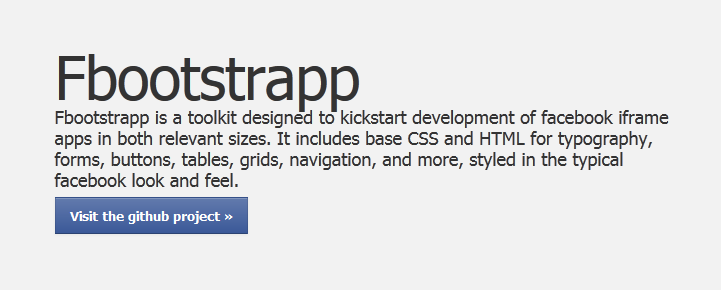 Fbootstrapp
Fbootstrapp is a toolkit designed to kickstart development of facebook iframe
apps in both relevant sizes. It includes base CSS and HTML for typography,
forms, buttons, tables, grids, navigation, and more, styled in the typical
facebook look and feel.
Visit the github project »